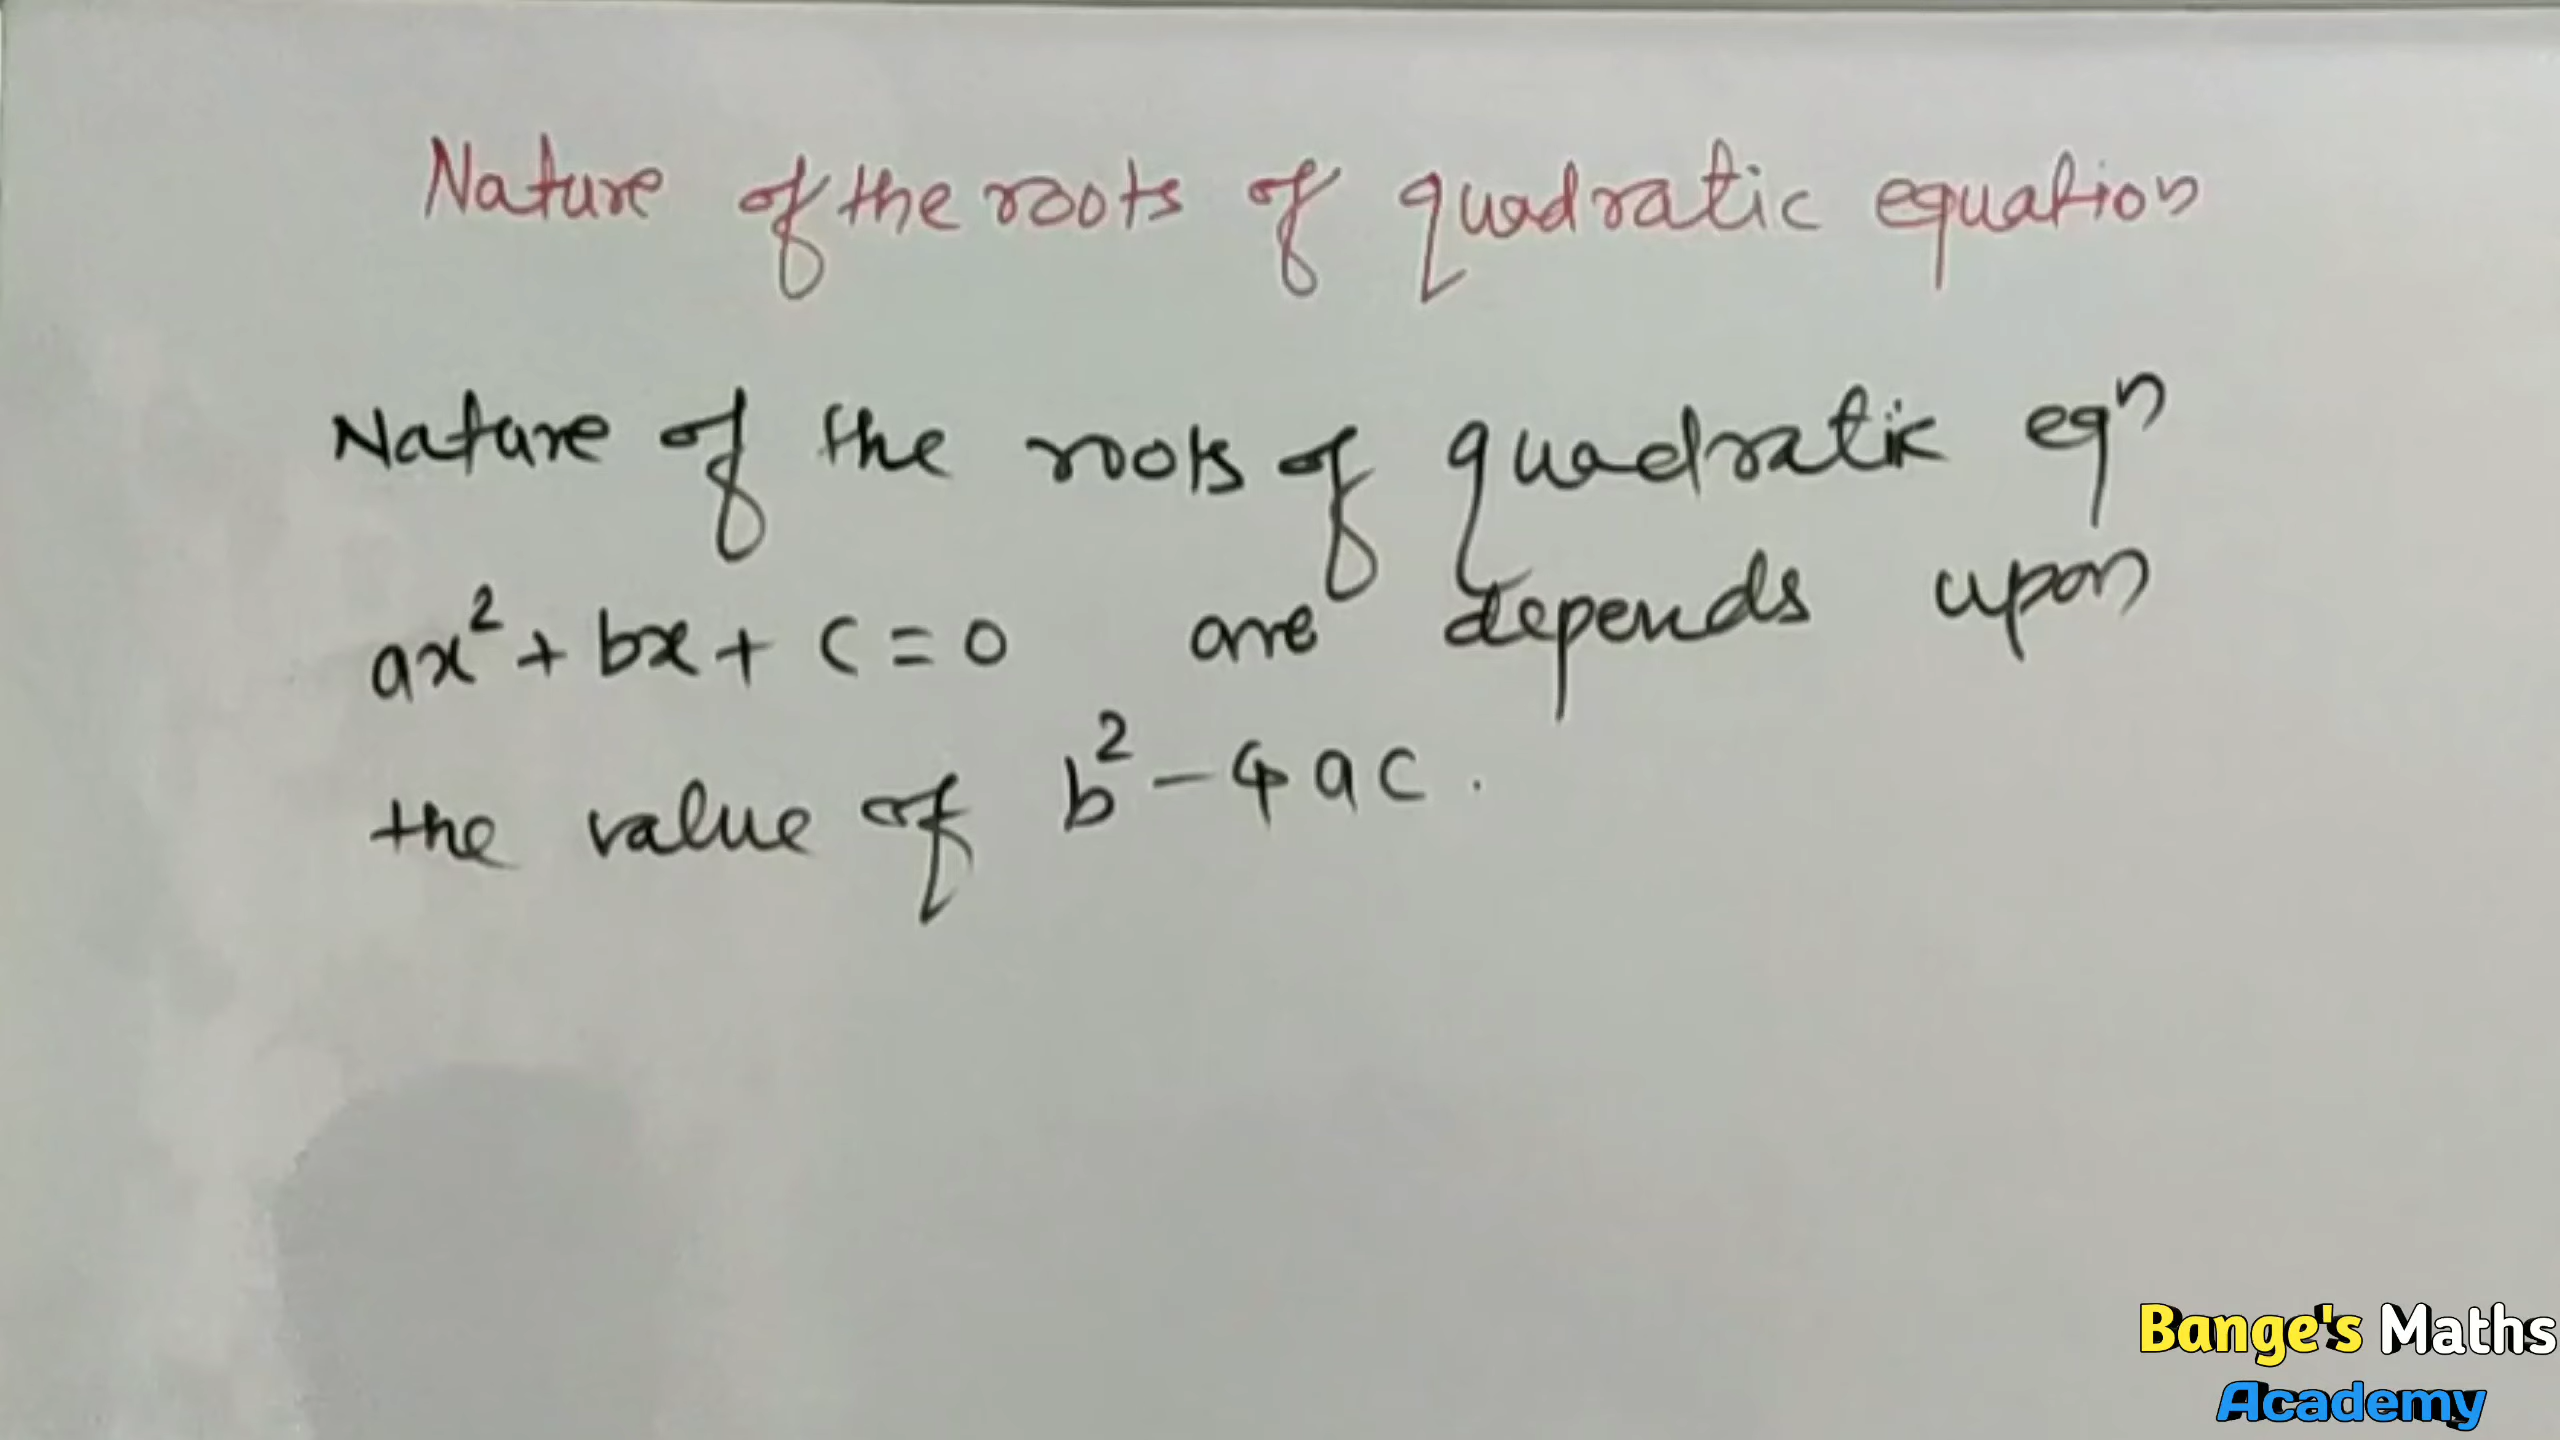 Nature of the roots of quadratic equation
Nature of the roots of quadratic eqⁿ
ax² + bx + c = 0 are depends upon
the value of b² - 4ac.
Bange's Maths
Academy